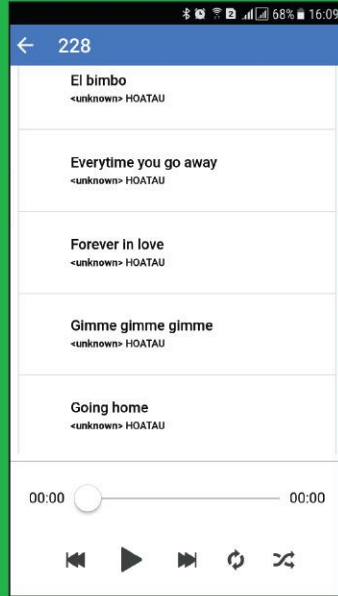 2 68% 16:09
228
El bimbo
<unknown> HOATAU
Everytime you go away
<unknown> HOATAU
Forever in love
<unknown> HOATAU
Gimme gimme gimme
<unknown> HOATAU
Going home
<unknown> HOATAU
00:00 00:00